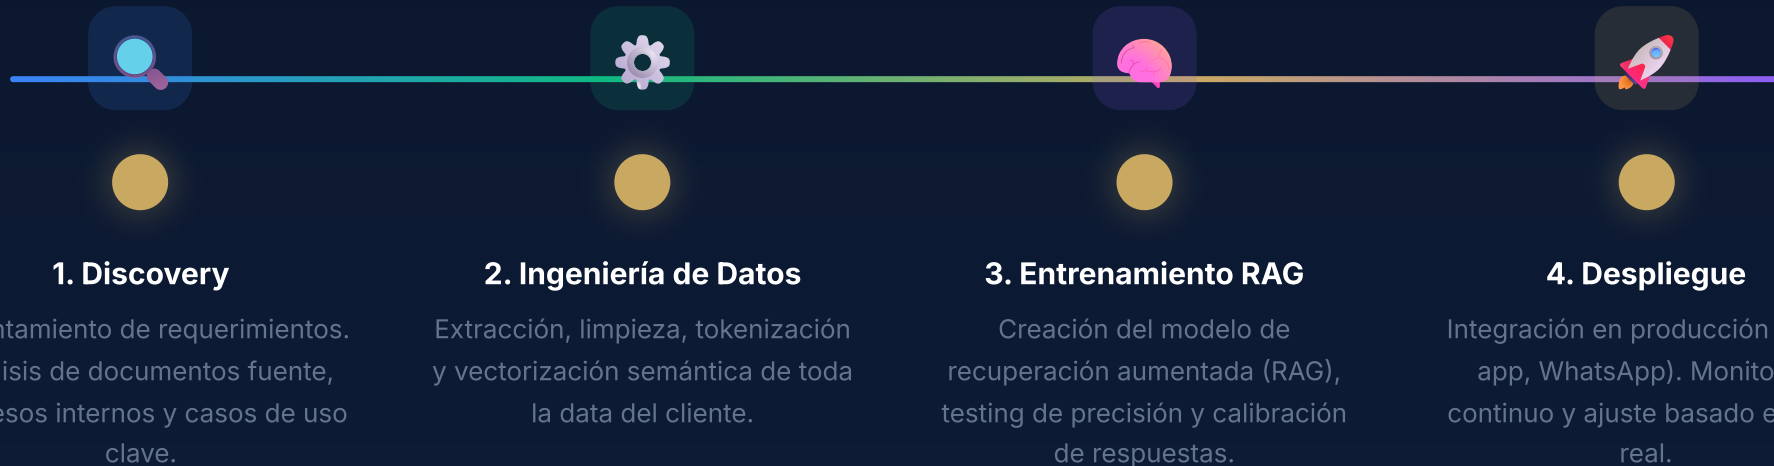 1. Discovery
ntamiento de requerimientos.
isis de documentos fuente,
esos internos y casos de uso
clave.
2. Ingeniería de Datos
Extracción, limpieza, tokenización
y vectorización semántica de toda
la data del cliente.
3. Entrenamiento RAG
Creación del modelo de
recuperación aumentada (RAG),
testing de precisión y calibración
de respuestas.
4. Despliegue
Integración en producción
app, WhatsApp). Monito
continuo y ajuste basado e
real.